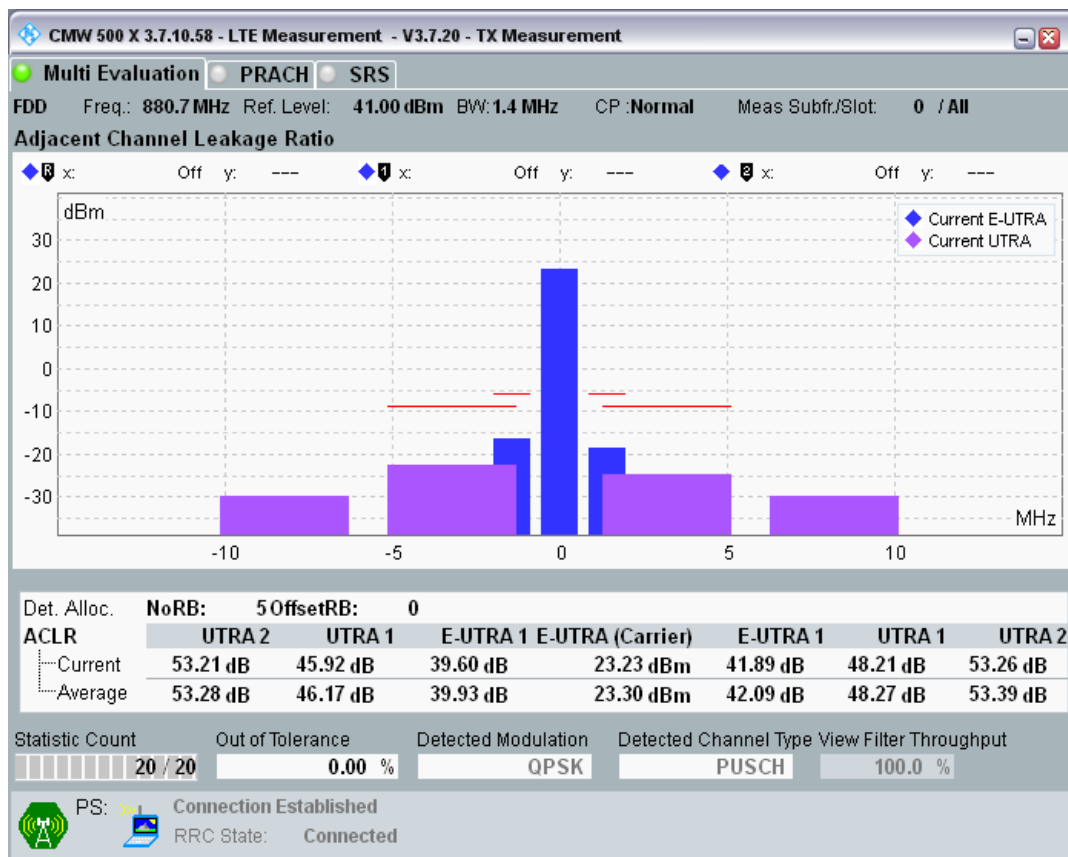 CMW 500 X 3.7.10.58 - LTE Measurement - V3.7.20 - TX Measurement
Multi Evaluation PRACH SRS
FDD Freq.: 880.7 MHz Ref. Level: 41.00 dBm BW: 1.4 MHz CP :Normal Meas Subfr./Slot: 0 / All
Adjacent Channel Leakage Ratio
R x: Off y: --- 1 x: Off y: --- 2 x: Off y: ---
dBm
Current E-UTRA
Current UTRA
30
20
10
0
-10
-20
-30
MHz
-10 -5 0 5 10
Det. Alloc. NoRB: 5 OffsetRB: 0
ACLR UTRA 2 UTRA 1 E-UTRA 1 E-UTRA (Carrier) E-UTRA 1 UTRA 1 UTRA 2
Current 53.21 dB 45.92 dB 39.60 dB 23.23 dBm 41.89 dB 48.21 dB 53.26 dB
Average 53.28 dB 46.17 dB 39.93 dB 23.30 dBm 42.09 dB 48.27 dB 53.39 dB
Statistic Count Out of Tolerance Detected Modulation Detected Channel Type View Filter Throughput
20 / 20 0.00 % QPSK PUSCH 100.0 %
PS: Connection Established
RRC State: Connected